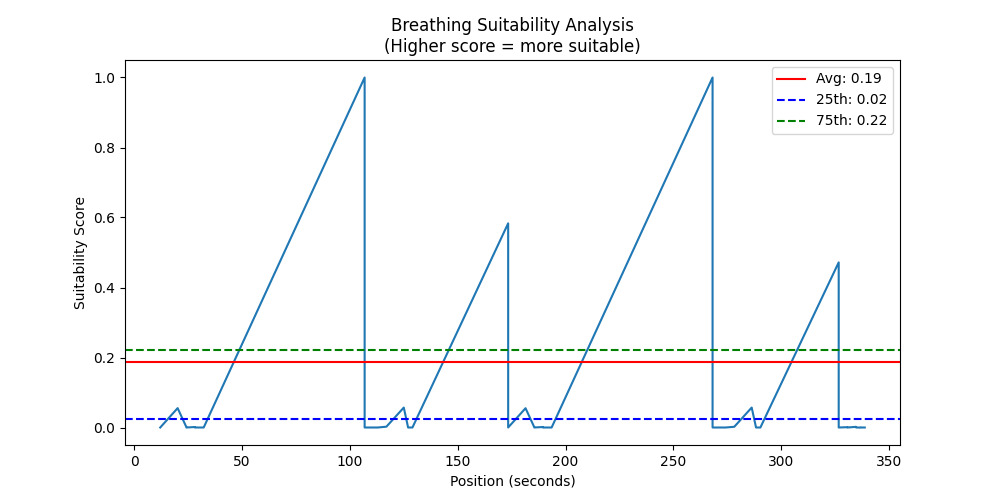 Breathing Suitability Analysis
(Higher score = more suitable)
Avg: 0.19
25th: 0.02
75th: 0.22
Suitability Score
1.0
0.8
0.6
0.4
0.2
0.0
0 50 100 150 200 250 300 350
Position (seconds)